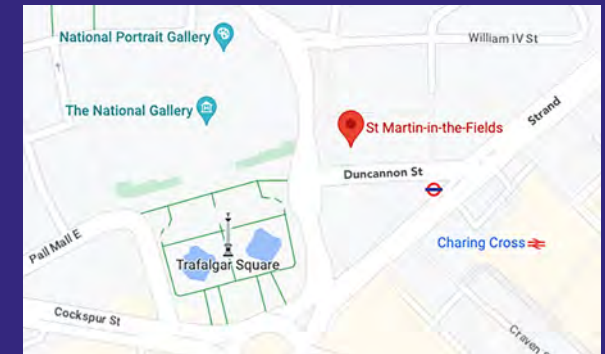 National Portrait Gallery
William IV St
The National Gallery
St Martin-in-the-Fields
Strand
Duncannon St
Pall Mall E
Charing Cross
Trafalgar Square
Cockspur St
Craven